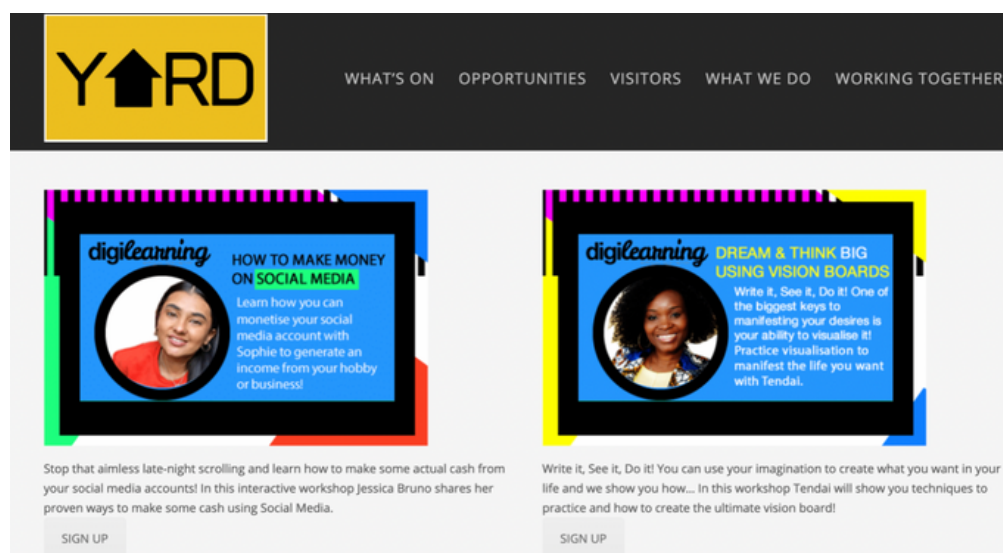 Y RD
WHAT'S ON OPPORTUNITIES VISITORS WHAT WE DO WORKING TOGETHER
digilearning
HOW TO MAKE MONEY
ON SOCIAL MEDIA
Learn how you can
monetise your social
media account with
Sophie to generate an
income from your hobby
or business!
Stop that aimless late-night scrolling and learn how to make some actual cash from
your social media accounts! In this interactive workshop Jessica Bruno shares her
proven ways to make some cash using Social Media.
SIGN UP
digilearning
DREAM & THINK BIG
USING VISION BOARDS
Write it, See it, Do it! One of
the biggest keys to
manifesting your desires is
your ability to visualise it!
Practice visualisation to
manifest the life you want
with Tendai.
Write it, See it, Do it! You can use your imagination to create what you want in your
life and we show you how... In this workshop Tendai will show you techniques to
practice and how to create the ultimate vision board!
SIGN UP